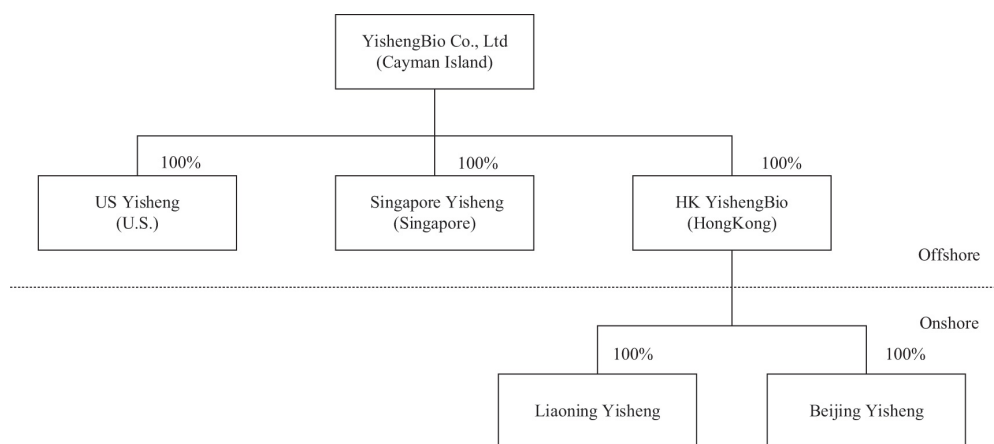 YishengBio Co., Ltd
(Cayman Island)
100%
100%
100%
US Yisheng
(U.S.)
Singapore Yisheng
(Singapore)
HK YishengBio
(HongKong)
Offshore
Onshore
100%
100%
Liaoning Yisheng
Beijing Yisheng